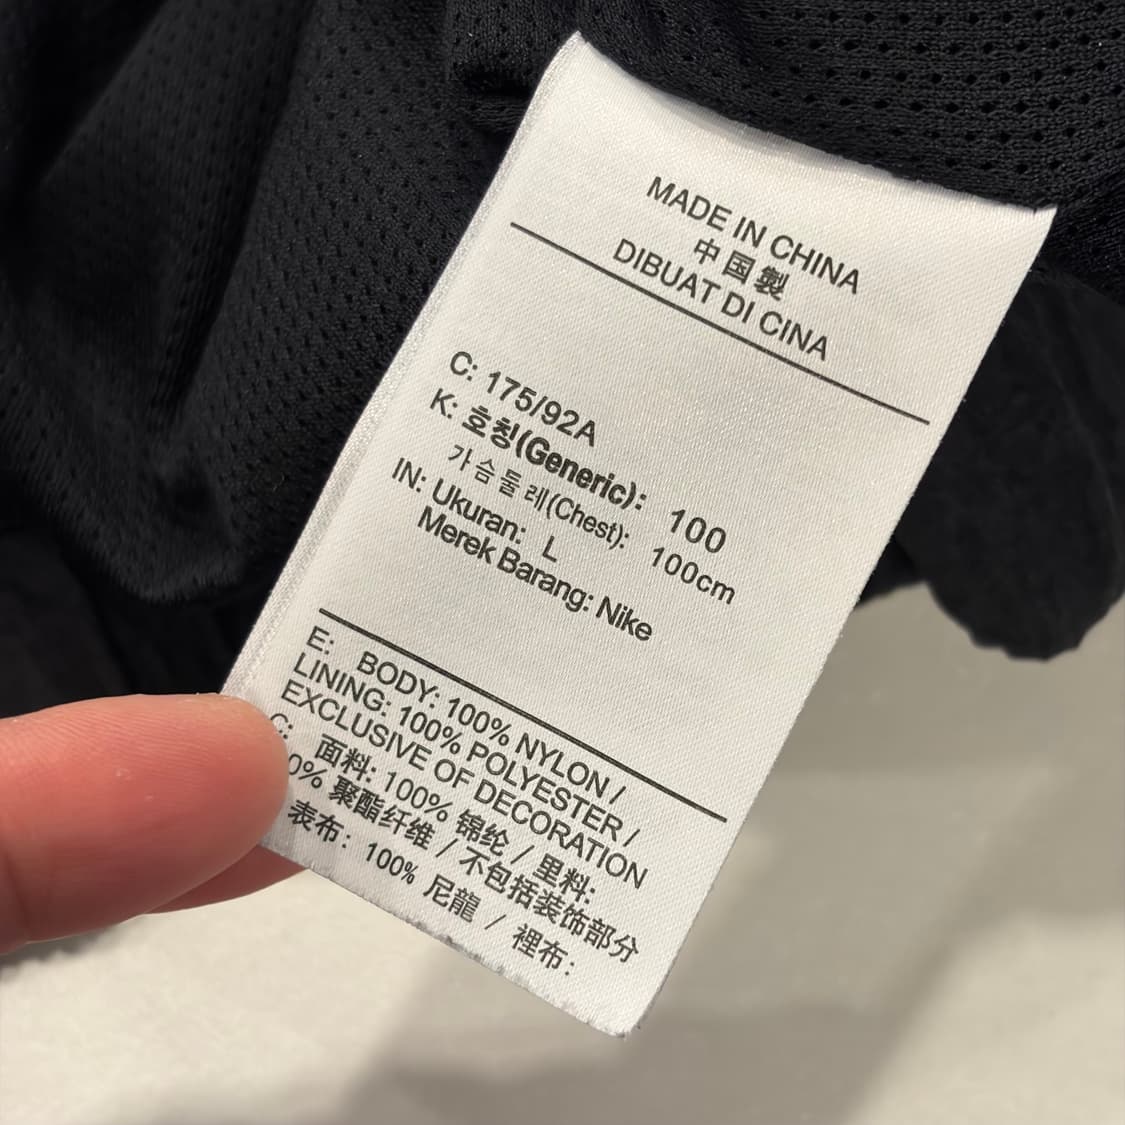 MADE IN CHINA
中国製
DIBUAT DI CINA
C: 175/92A
K: 호칭(Generic): 100
가슴둘레(Chest): 100cm
IN: Ukuran: L
Merek Barang: Nike
E: BODY: 100% NYLON /
LINING: 100% POLYESTER /
EXCLUSIVE OF DECORATION
C: 面料: 100% 锦纶 / 里料:
0% 聚酯纤维 / 不包括装饰部分
表布: 100% 尼龍 / 裡布: